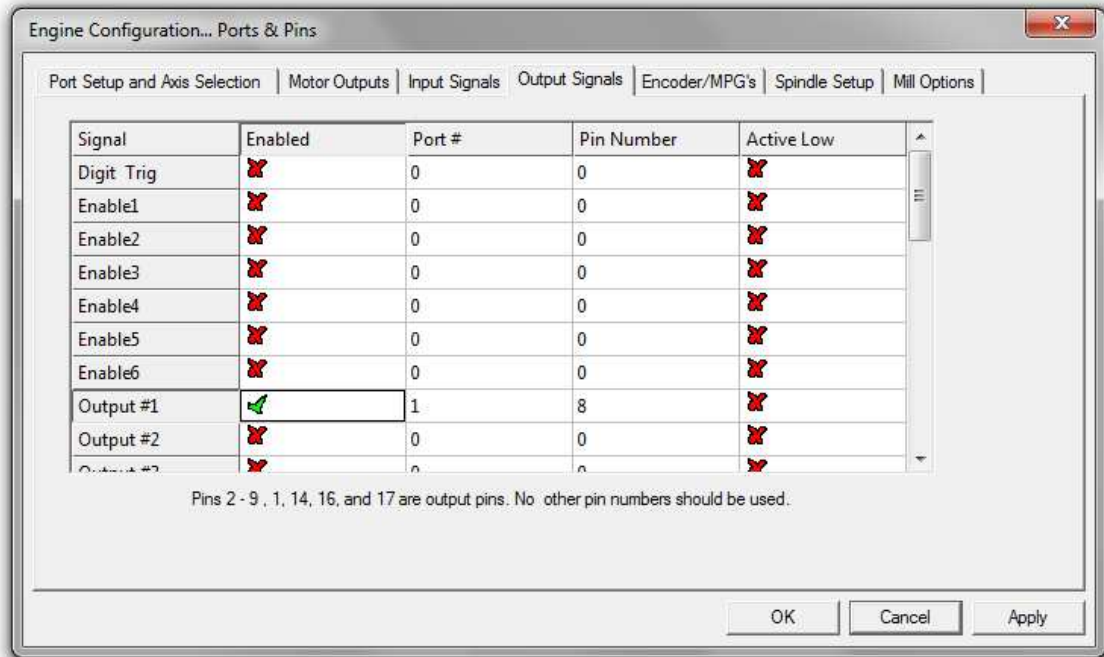 Engine Configuration... Ports & Pins
Port Setup and Axis Selection Motor Outputs Input Signals Output Signals Encoder/MPG's Spindle Setup Mill Options
Signal Enabled Port # Pin Number Active Low
Digit Trig 0 0
Enable1 0 0
Enable2 0 0
Enable3 0 0
Enable4 0 0
Enable5 0 0
Enable6 0 0
Output #1 1 8
Output #2 0 0
Output #3 0 0
Pins 2 - 9 , 1, 14, 16, and 17 are output pins. No other pin numbers should be used.
OK Cancel Apply